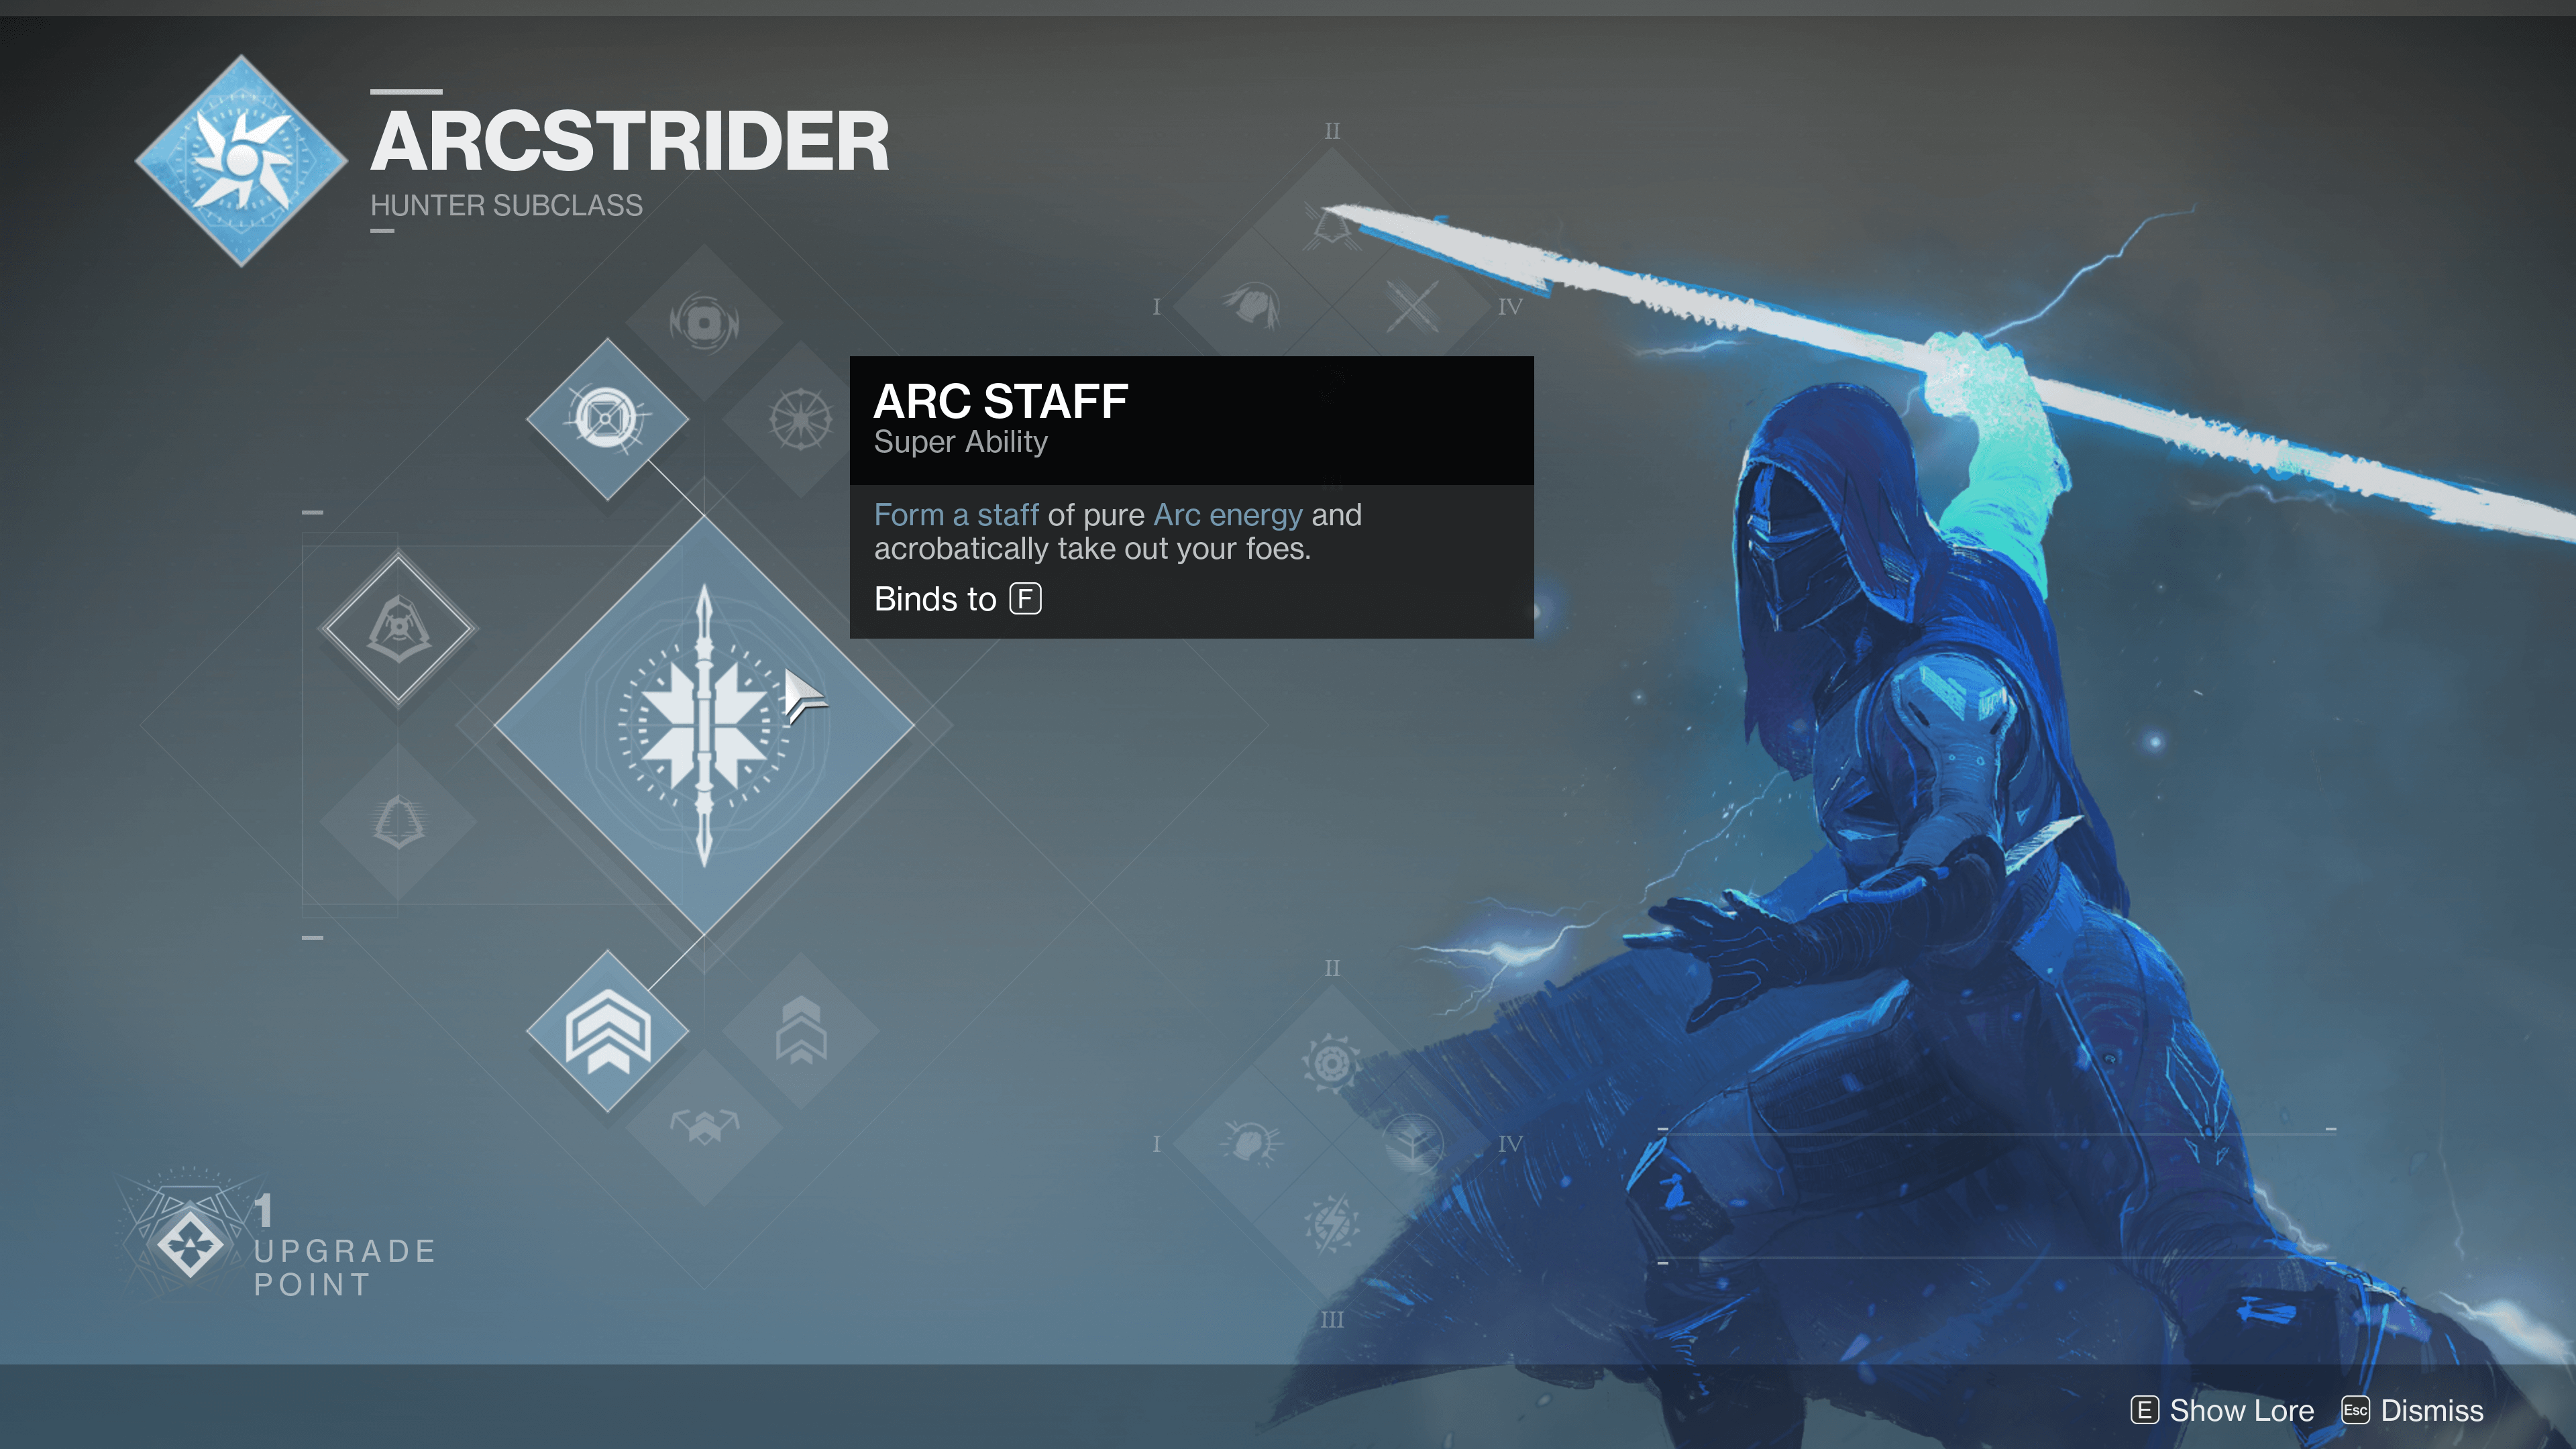 ARCSTRIDER
HUNTER SUBCLASS
II
I
IV
ARC STAFF
Super Ability
Form a staff of pure Arc energy and
acrobatically take out your foes.
Binds to F
II
I
IV
III
1
UPGRADE
POINT
E Show Lore Esc Dismiss